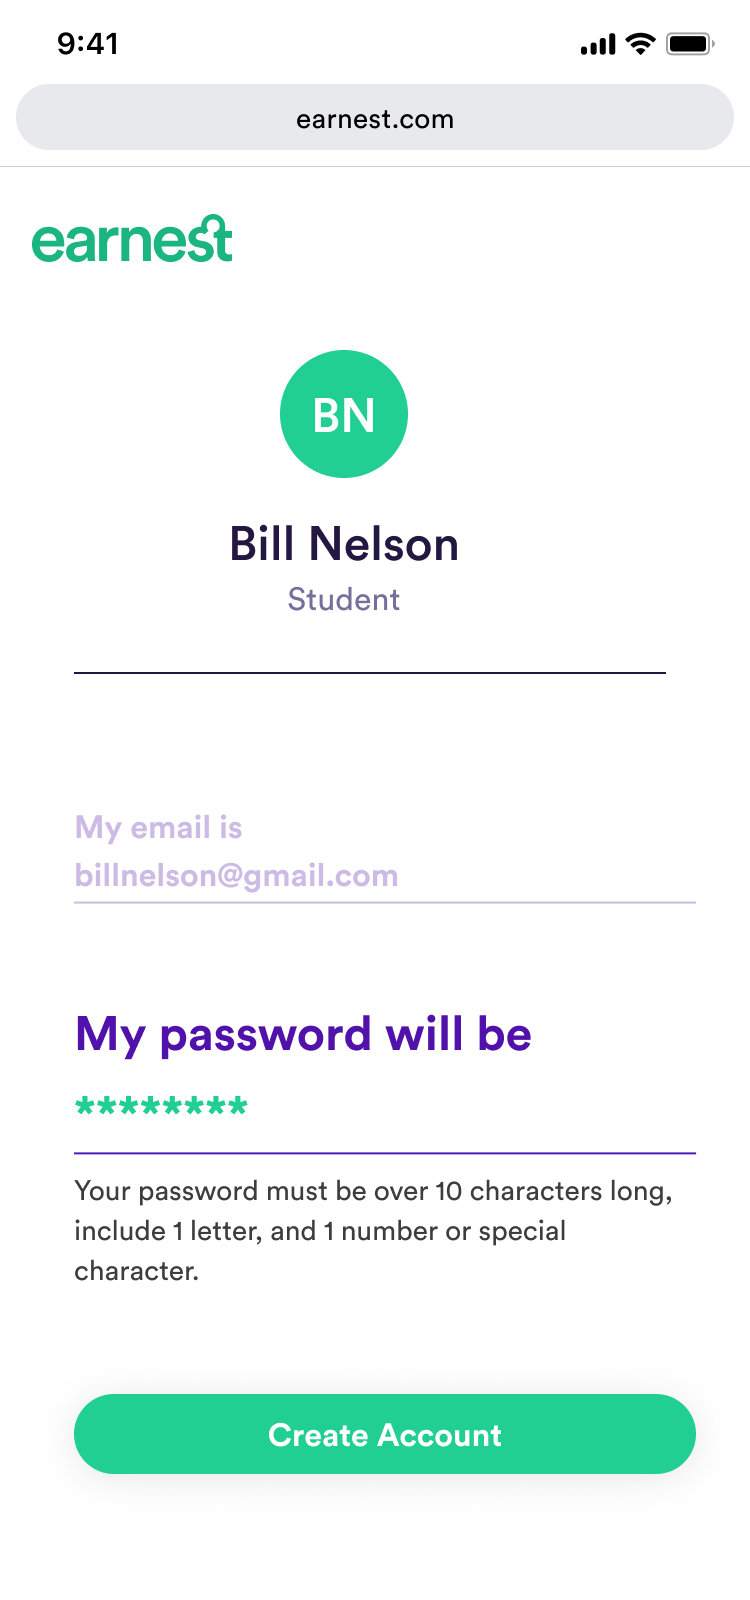 9:41
earnest.com
earnest
BN
Bill Nelson
Student
My email is
billnelson@gmail.com
My password will be
********
Your password must be over 10 characters long,
include 1 letter, and 1 number or special
character.
Create Account